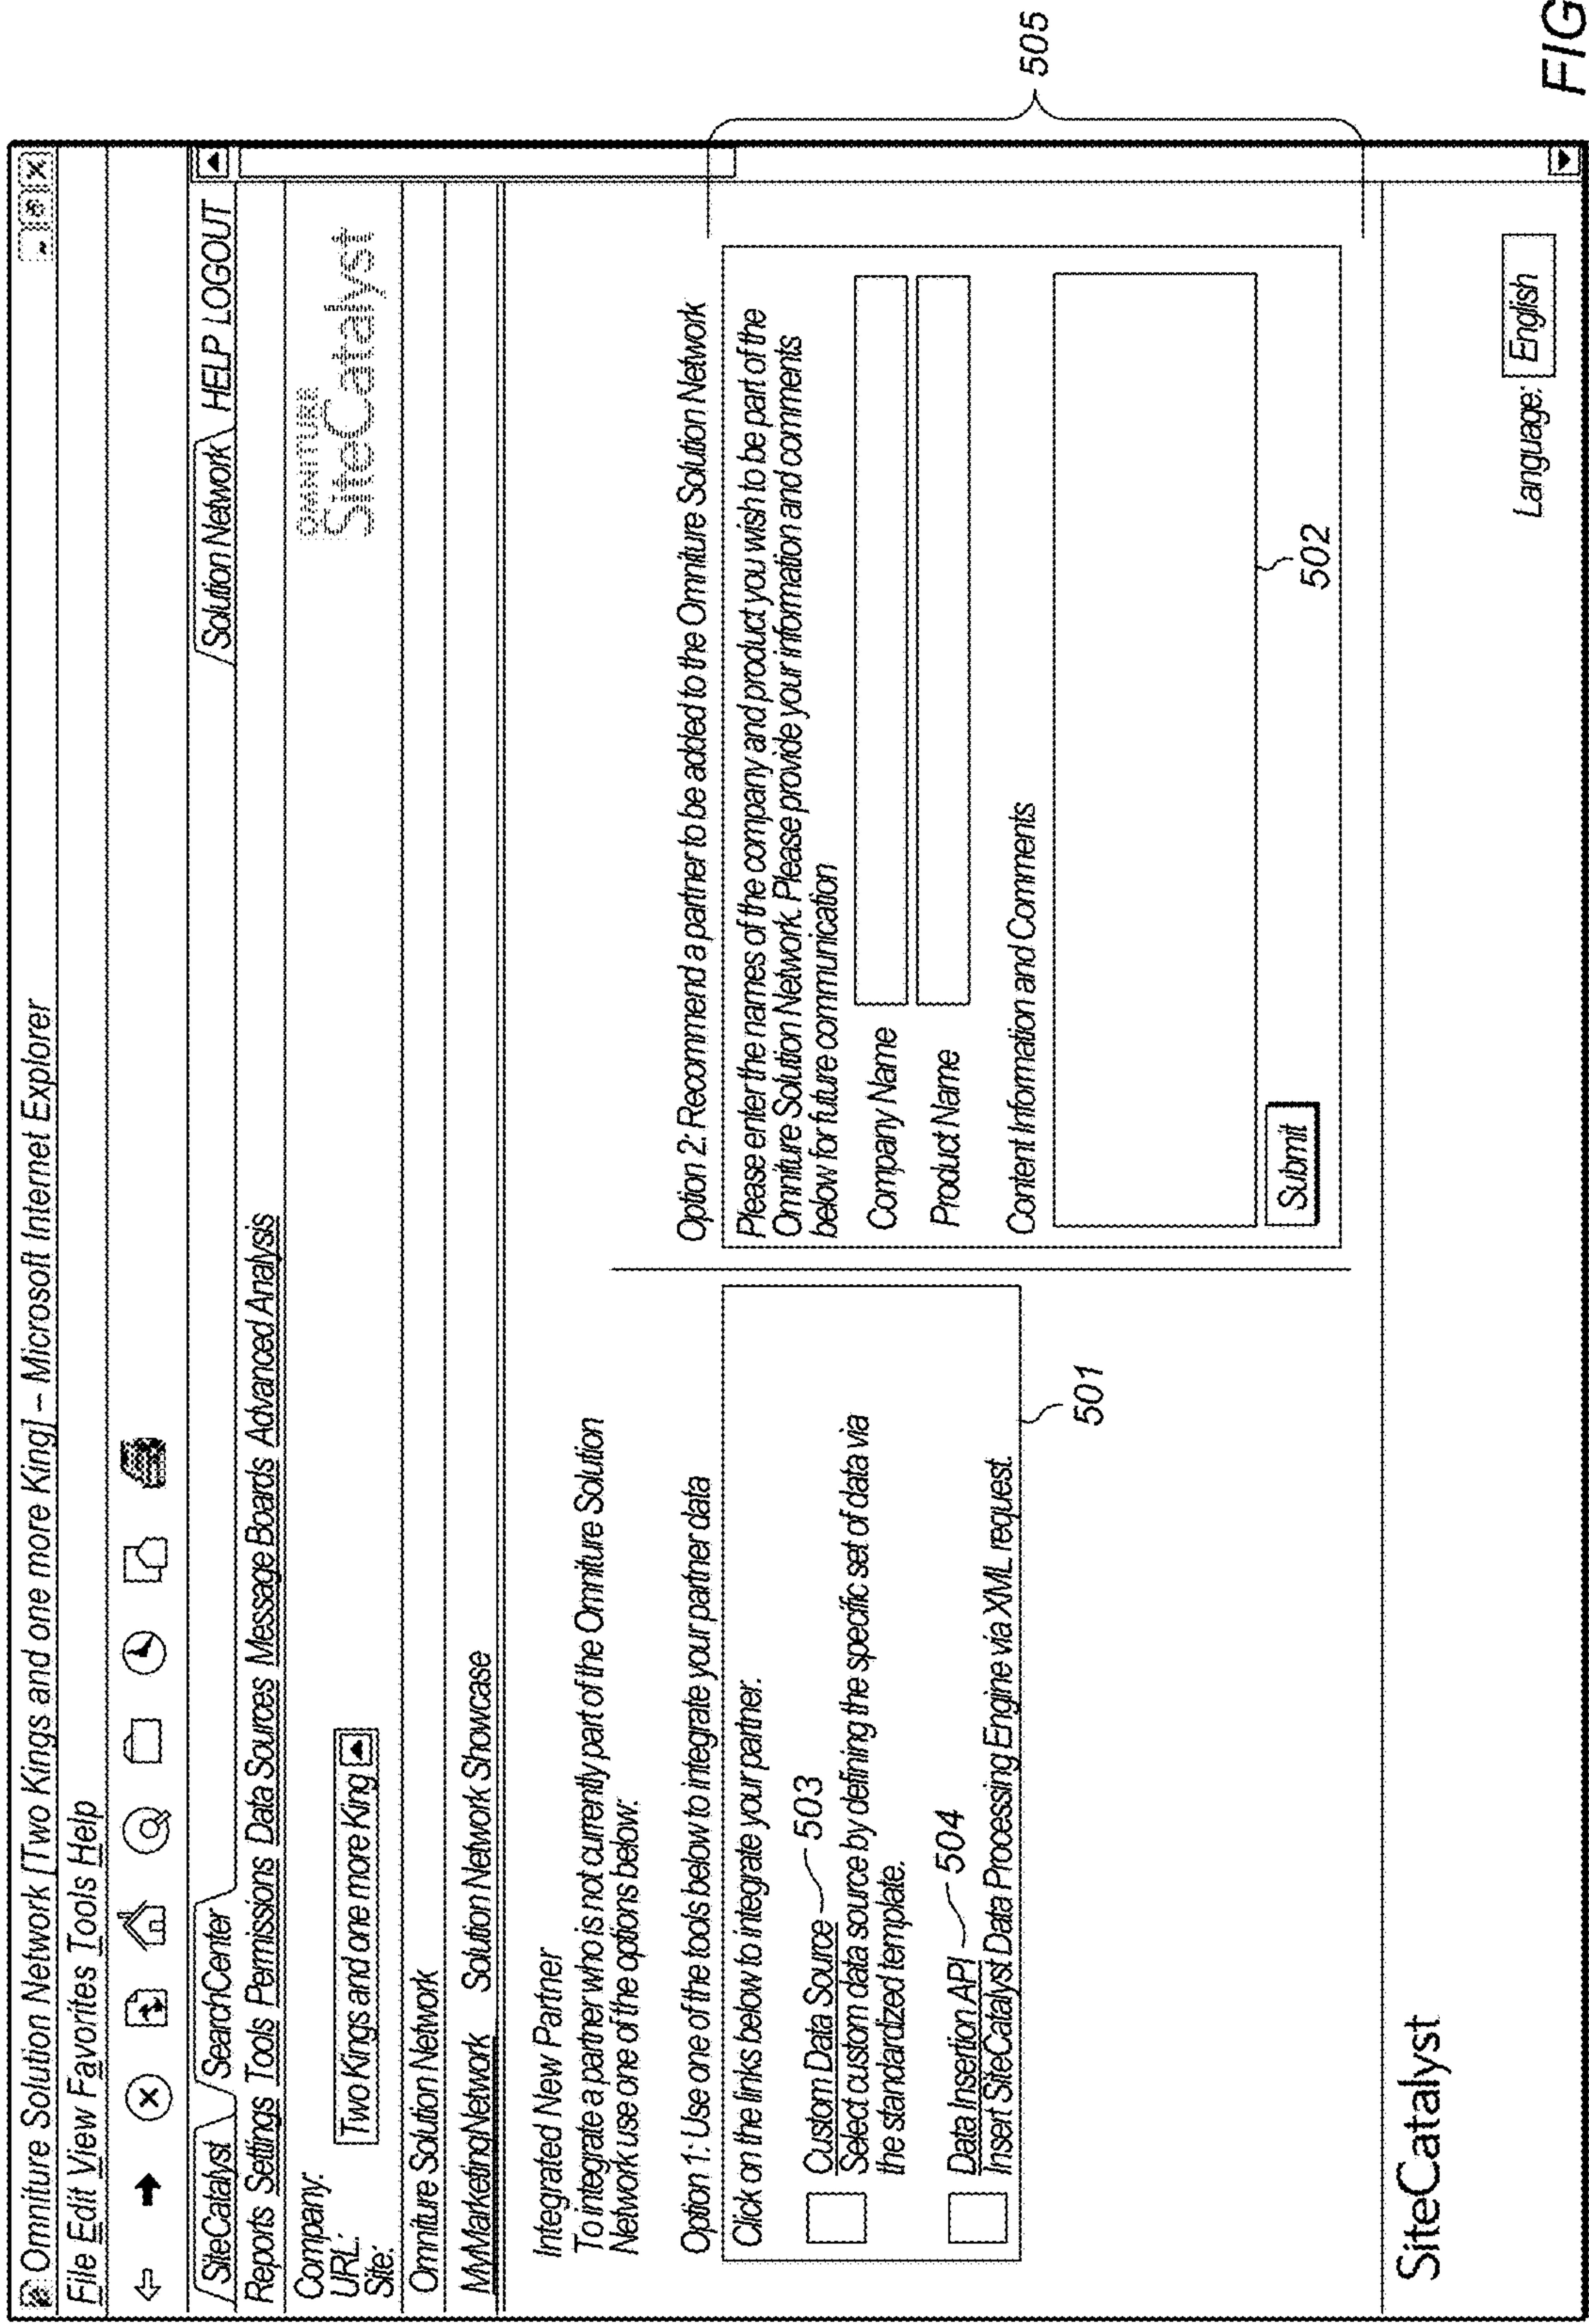 Omniture Solution Network [Two Kings and one more King] – Microsoft Internet Explorer
File Edit View Favorites Tools Help
SiteCatalyst SearchCenter Solution Network HELP LOGOUT
Reports Settings Tools Permissions Data Sources Message Boards Advanced Analysis
Company:
URL:
Site:
Two Kings and one more King
OMNITURE
SiteCatalyst
Omniture Solution Network
MyMarketingNetwork Solution Network Showcase
Integrated New Partner
To integrate a partner who is not currently part of the Omniture Solution
Network use one of the options below:
Option 1: Use one of the tools below to integrate your partner data
Click on the links below to integrate your partner.
Custom Data Source 503
Select custom data source by defining the specific set of data via
the standardized template.
Data Insertion API 504
Insert SiteCatalyst Data Processing Engine via XML request.
501
Option 2: Recommend a partner to be added to the Omniture Solution Network
Please enter the names of the company and product you wish to be part of the
Omniture Solution Network. Please provide your information and comments
below for future communication
Company Name
Product Name
Content Information and Comments
502
Submit
505
SiteCatalyst
Language: English
FIG